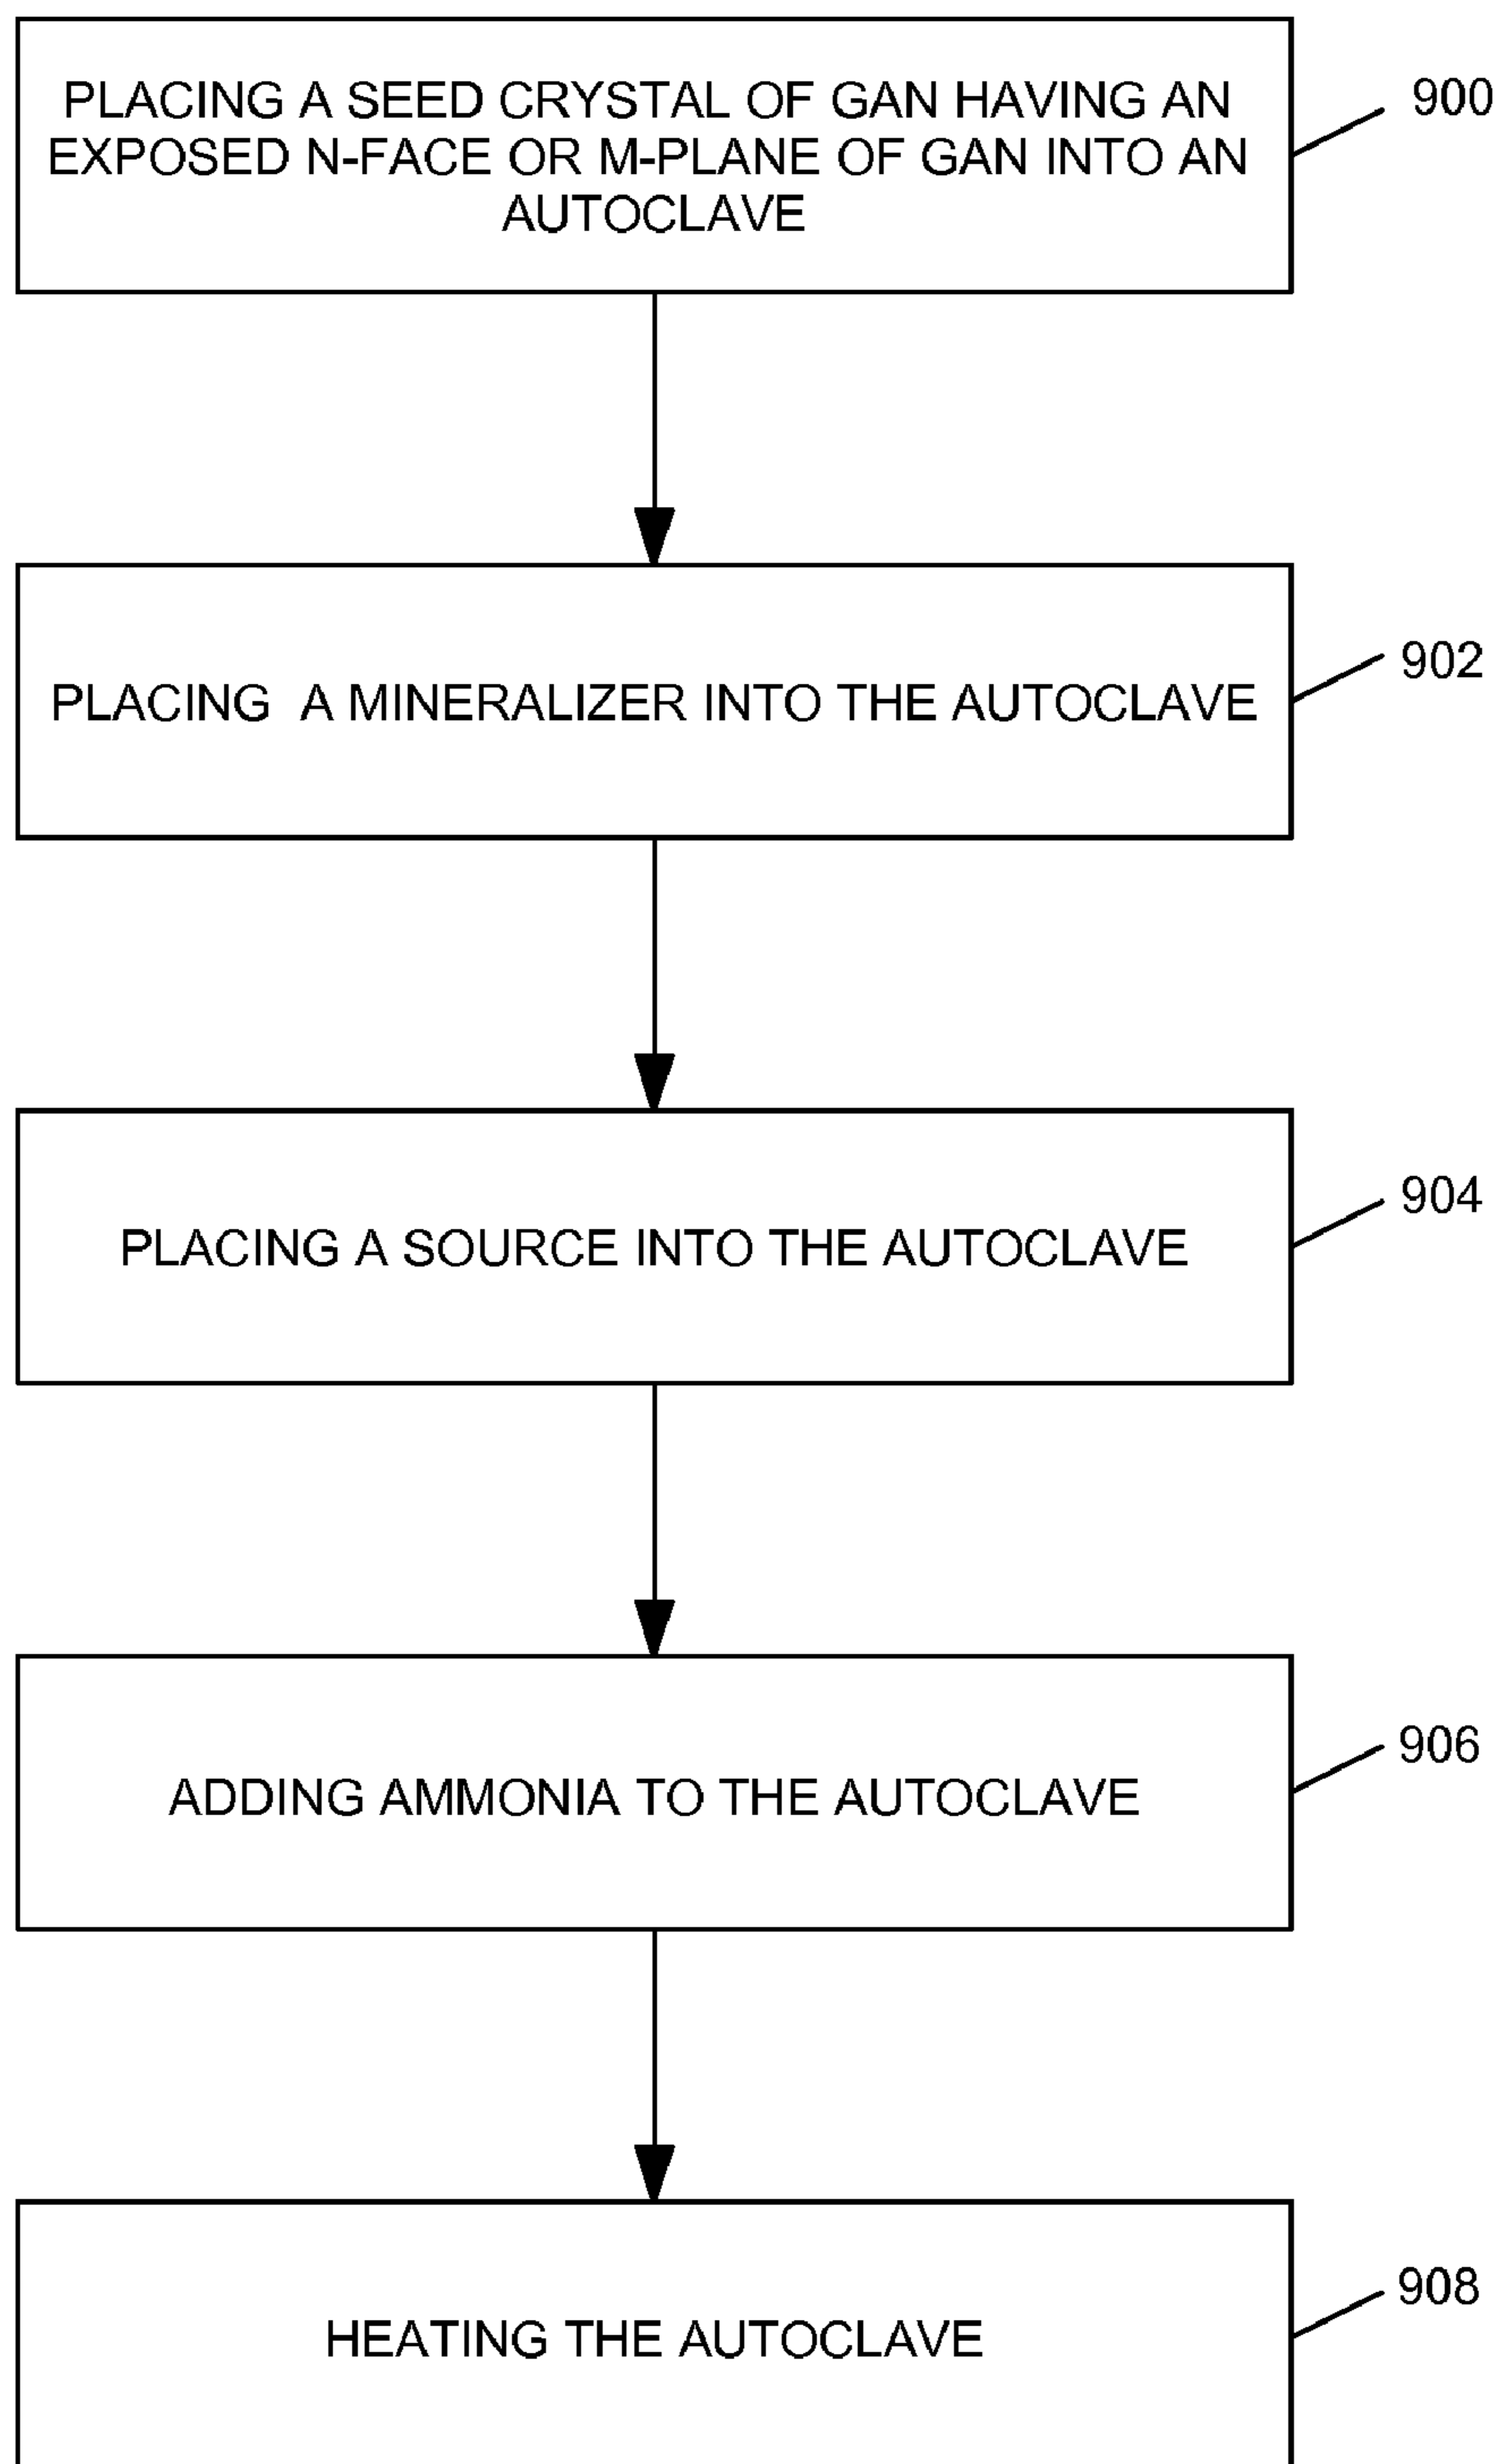 PLACING A SEED CRYSTAL OF GAN HAVING AN
EXPOSED N-FACE OR M-PLANE OF GAN INTO AN
AUTOCLAVE
900
PLACING A MINERALIZER INTO THE AUTOCLAVE
902
PLACING A SOURCE INTO THE AUTOCLAVE
904
ADDING AMMONIA TO THE AUTOCLAVE
906
HEATING THE AUTOCLAVE
908